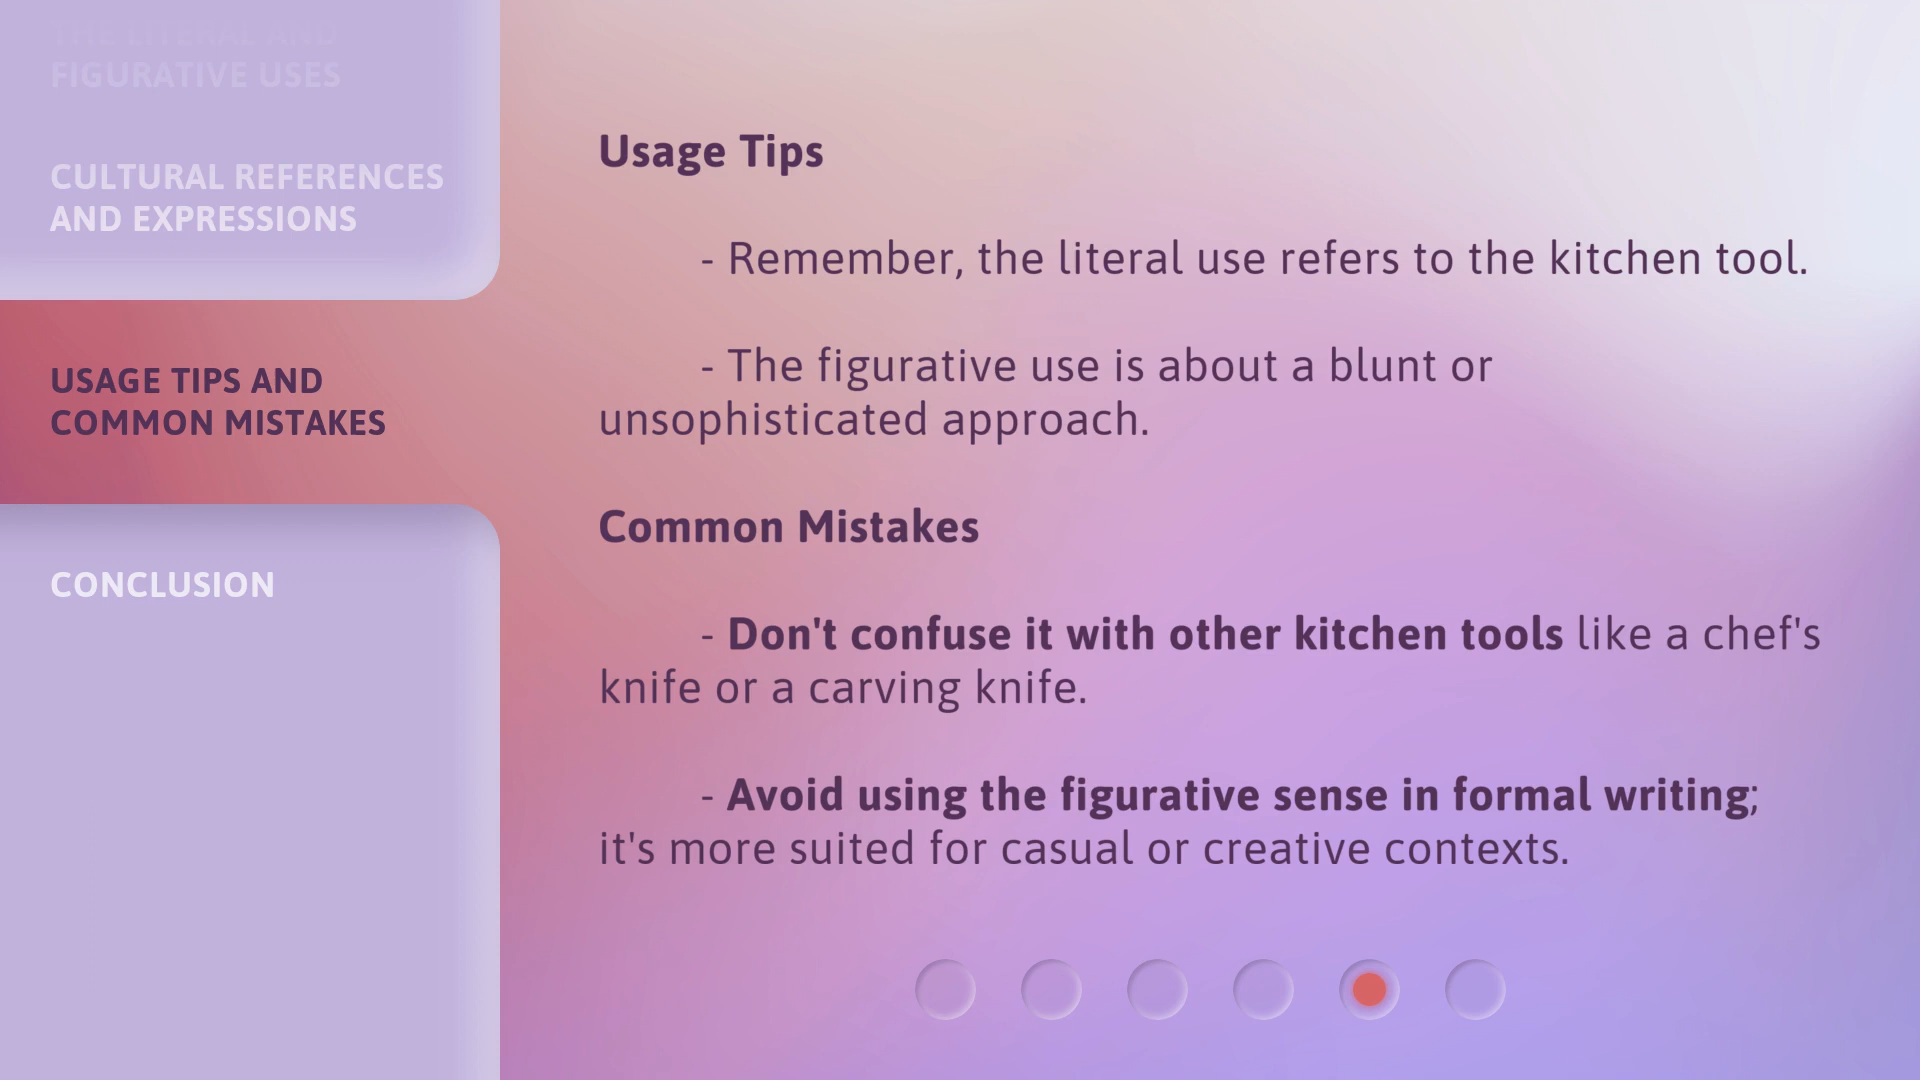 THE LITERAL AND
FIGURATIVE USES
CULTURAL REFERENCES
AND EXPRESSIONS
USAGE TIPS AND
COMMON MISTAKES
CONCLUSION
Usage Tips
- Remember, the literal use refers to the kitchen tool.
- The figurative use is about a blunt or
unsophisticated approach.
Common Mistakes
- Don't confuse it with other kitchen tools like a chef's
knife or a carving knife.
- Avoid using the figurative sense in formal writing;
it's more suited for casual or creative contexts.